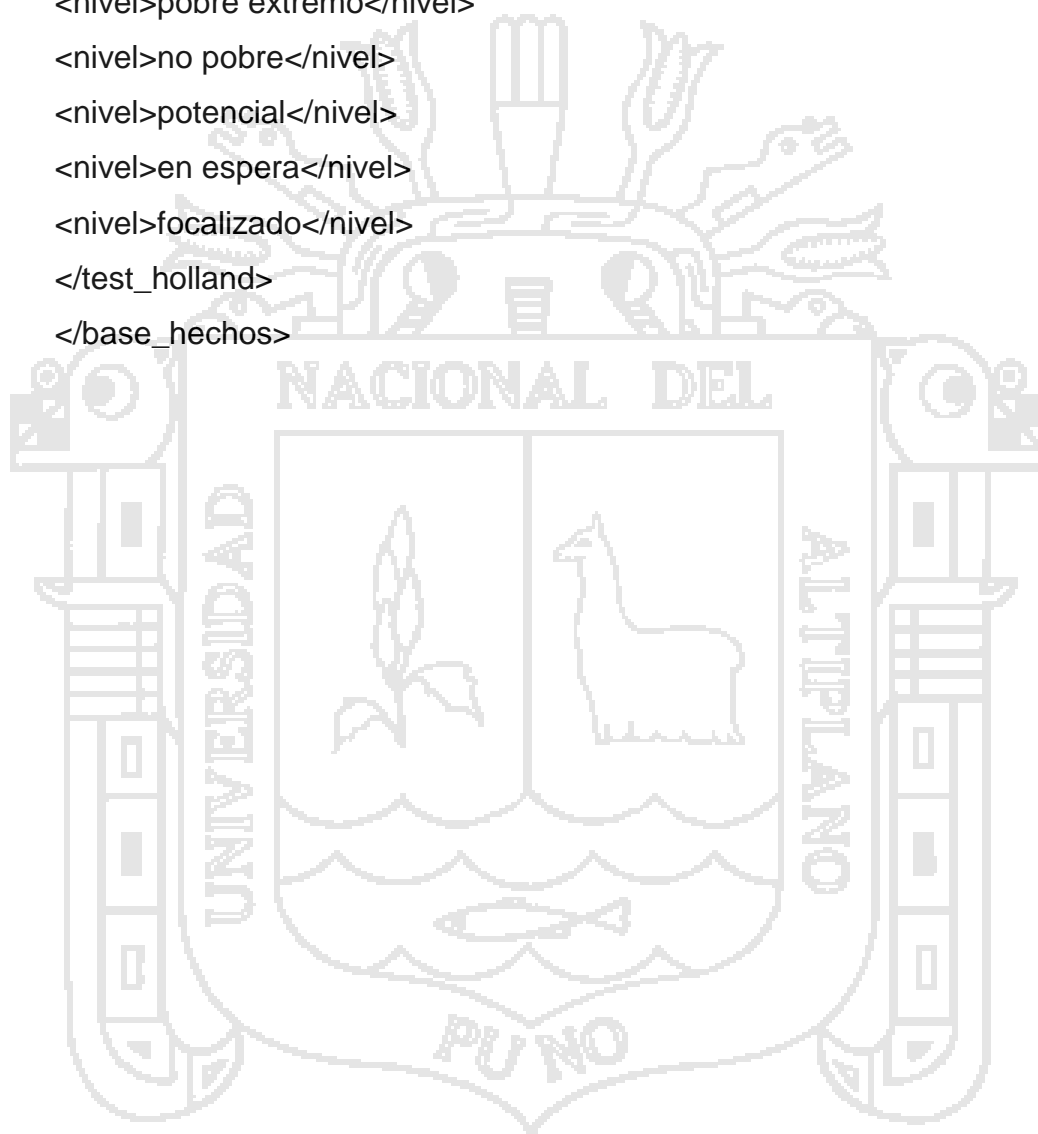 <nivel>pobre extremo</nivel>
<nivel>no pobre</nivel>
<nivel>potencial</nivel>
<nivel>en espera</nivel>
<nivel>focalizado</nivel>
</test_holland>
</base_hechos>
NACIONAL DEL
UNIVERSIDAD
ALTIPLANO
PUNO